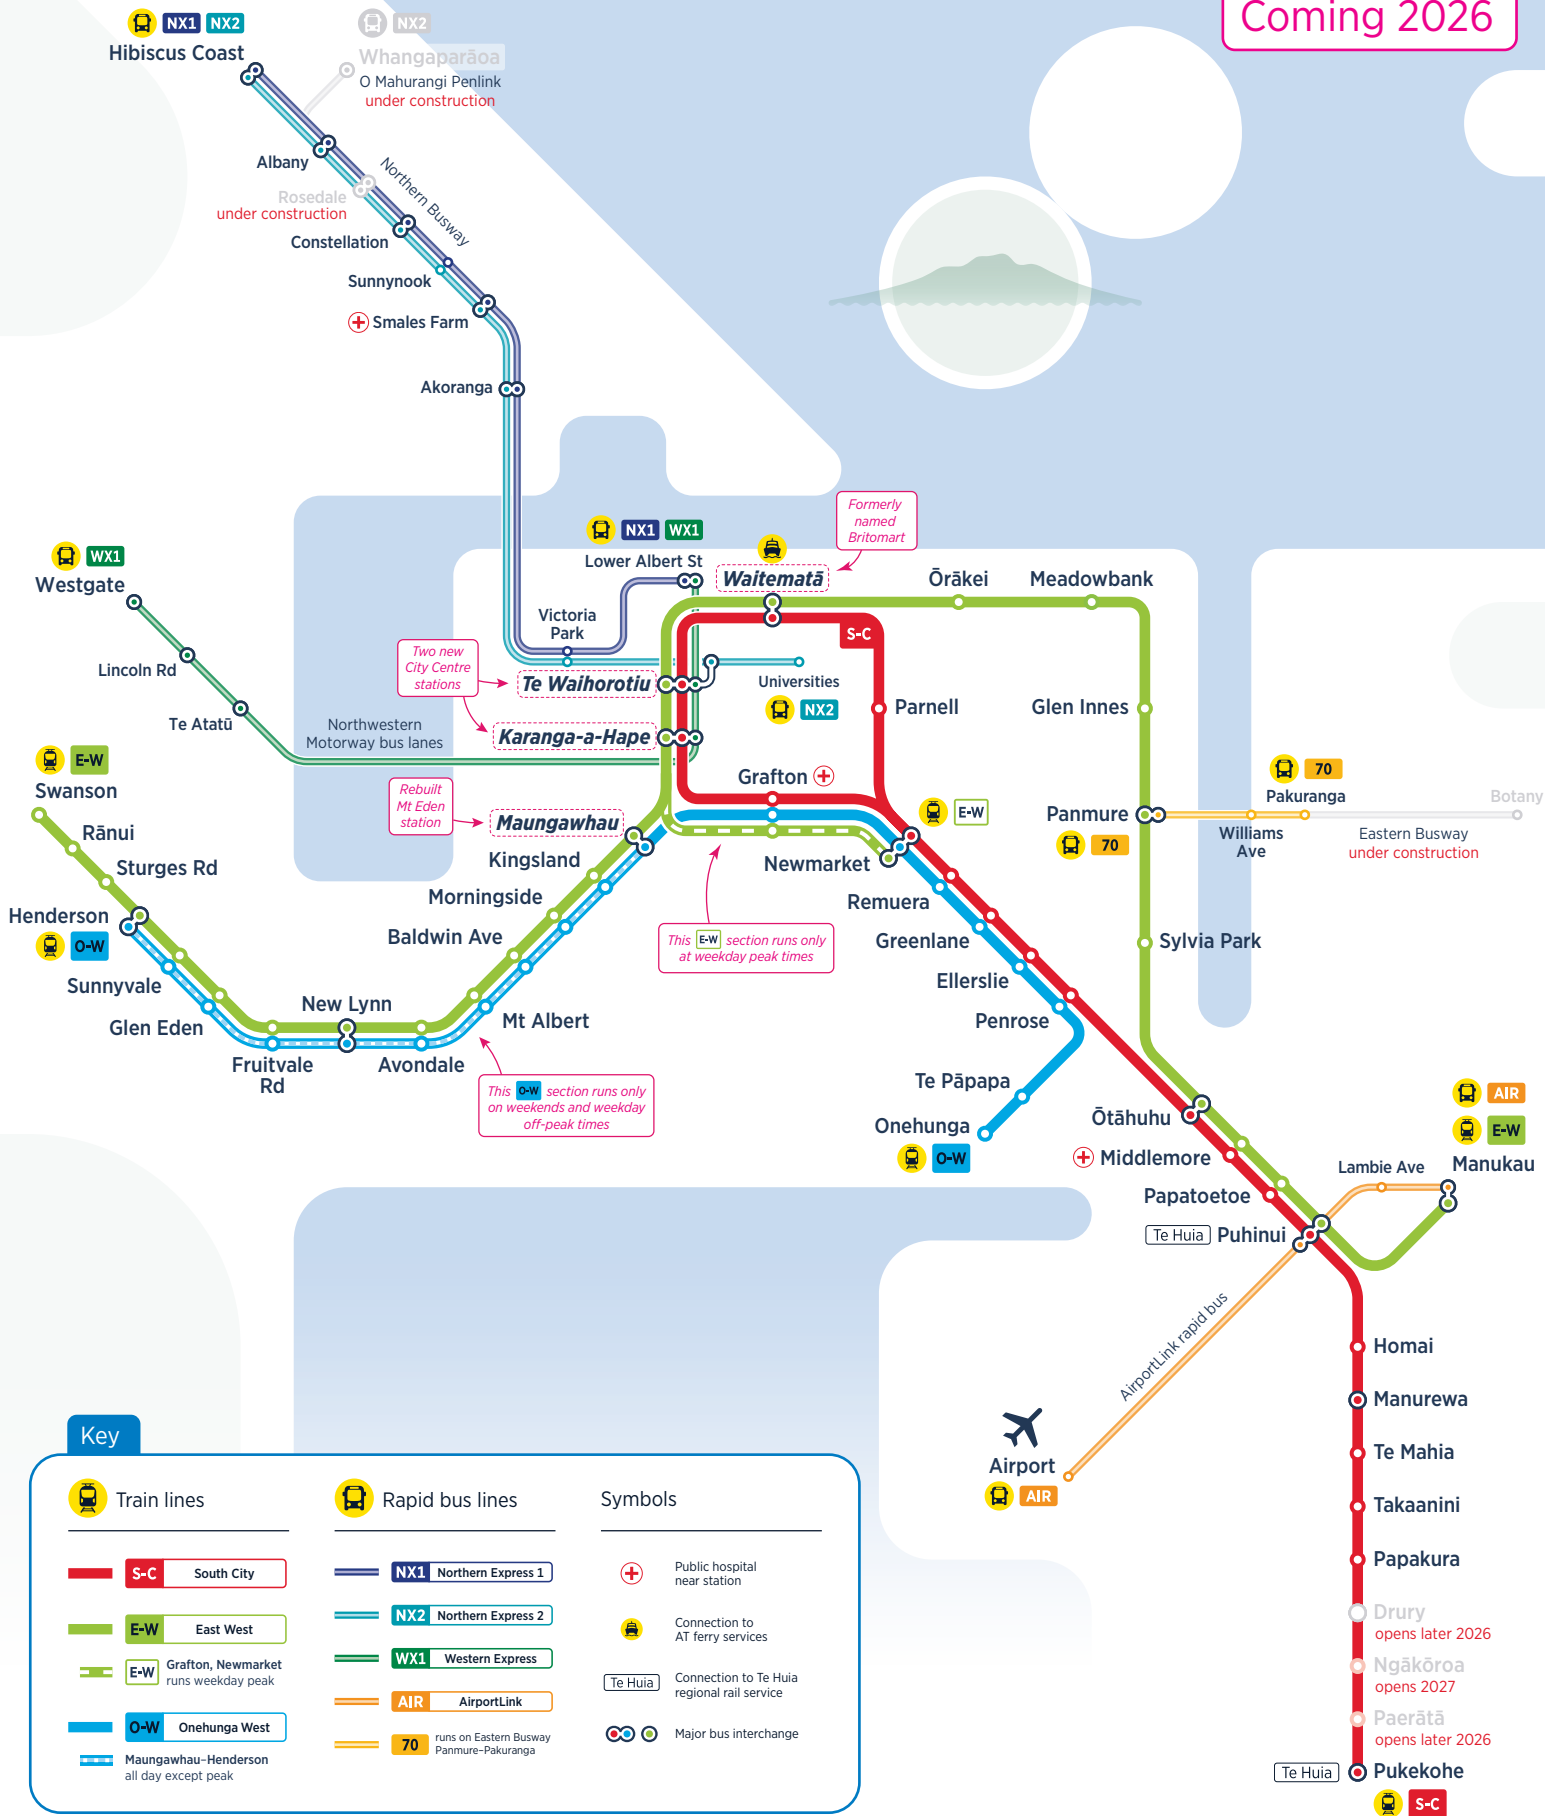 Coming 2026
NX1 NX2
Hibiscus Coast
NX2
Whangaparāoa
O Mahurangi Penlink
under construction
Albany
Northern Busway
Rosedale
under construction
Constellation
Sunnynook
Smales Farm
Akoranga
NX1 WX1
Lower Albert St
Formerly
named
Britomart
Waitematā
Ōrākei
Meadowbank
WX1
Westgate
Victoria
Park
S-C
Two new
City Centre
stations
Lincoln Rd
Te Waihorotiu
Universities
NX2
Parnell
Glen Innes
Te Atatū
Northwestern
Motorway bus lanes
Karanga-a-Hape
E-W
Swanson
Grafton
70
Pakuranga
Botany
Rebuilt
Mt Eden
station
Maungawhau
E-W
Panmure
70
Williams
Ave
Eastern Busway
under construction
Rānui
Sturges Rd
Kingsland
Newmarket
Morningside
Remuera
Henderson
O-W
Baldwin Ave
This E-W section runs only
at weekday peak times
Greenlane
Sylvia Park
Sunnyvale
Ellerslie
New Lynn
Glen Eden
Mt Albert
Penrose
Fruitvale
Rd
Avondale
This O-W section runs only
on weekends and weekday
off-peak times
Te Pāpapa
Onehunga
O-W
Ōtāhuhu
AIR
E-W
Manukau
Middlemore
Lambie Ave
Papatoetoe
Te Huia Puhinui
AirportLink rapid bus
Homai
Manurewa
Te Mahia
Airport
AIR
Takaanini
Papakura
Drury
opens later 2026
Ngākōroa
opens 2027
Paerātā
opens later 2026
Te Huia Pukekohe
S-C
Key
Train lines
S-C South City
E-W East West
E-W Grafton, Newmarket
runs weekday peak
O-W Onehunga West
Maungawhau–Henderson
all day except peak
Rapid bus lines
NX1 Northern Express 1
NX2 Northern Express 2
WX1 Western Express
AIR AirportLink
70 runs on Eastern Busway
Panmure–Pakuranga
Symbols
Public hospital
near station
Connection to
AT ferry services
Te Huia Connection to Te Huia
regional rail service
Major bus interchange